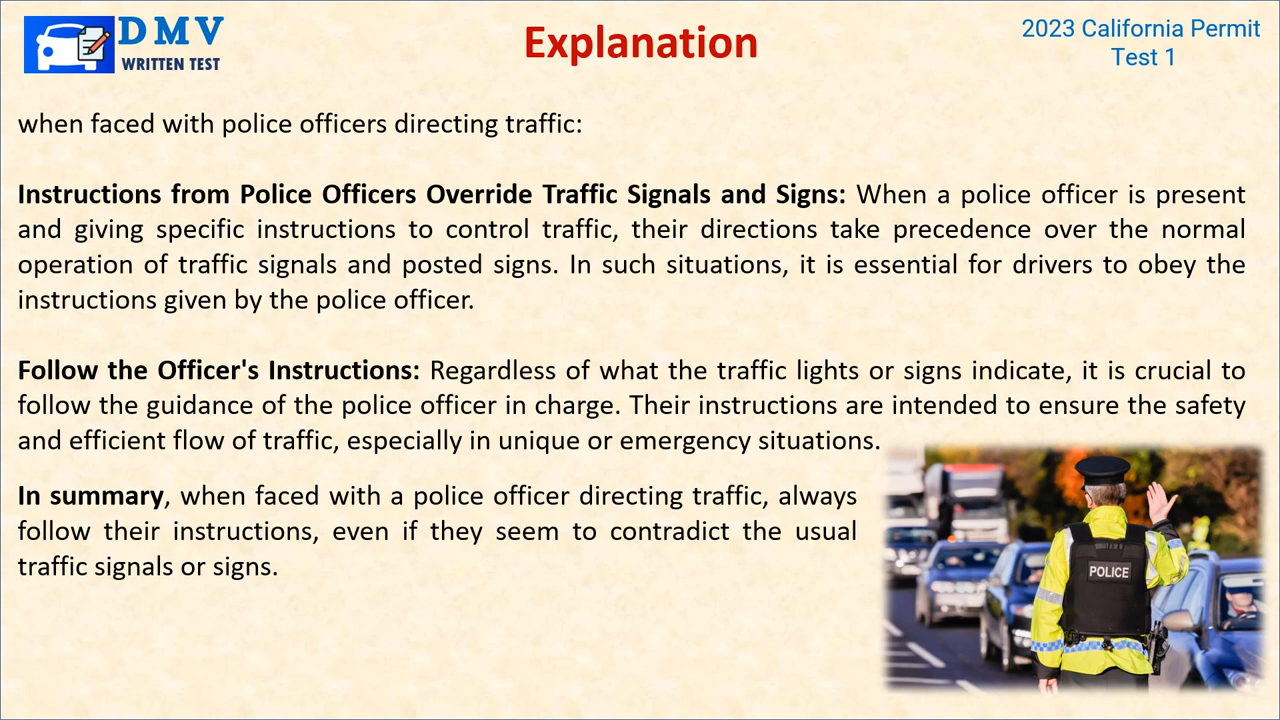 DMV
WRITTEN TEST
Explanation
2023 California Permit
Test 1
when faced with police officers directing traffic:
Instructions from Police Officers Override Traffic Signals and Signs: When a police officer is present
and giving specific instructions to control traffic, their directions take precedence over the normal
operation of traffic signals and posted signs. In such situations, it is essential for drivers to obey the
instructions given by the police officer.
Follow the Officer's Instructions: Regardless of what the traffic lights or signs indicate, it is crucial to
follow the guidance of the police officer in charge. Their instructions are intended to ensure the safety
and efficient flow of traffic, especially in unique or emergency situations.
In summary, when faced with a police officer directing traffic, always
follow their instructions, even if they seem to contradict the usual
traffic signals or signs.
POLICE